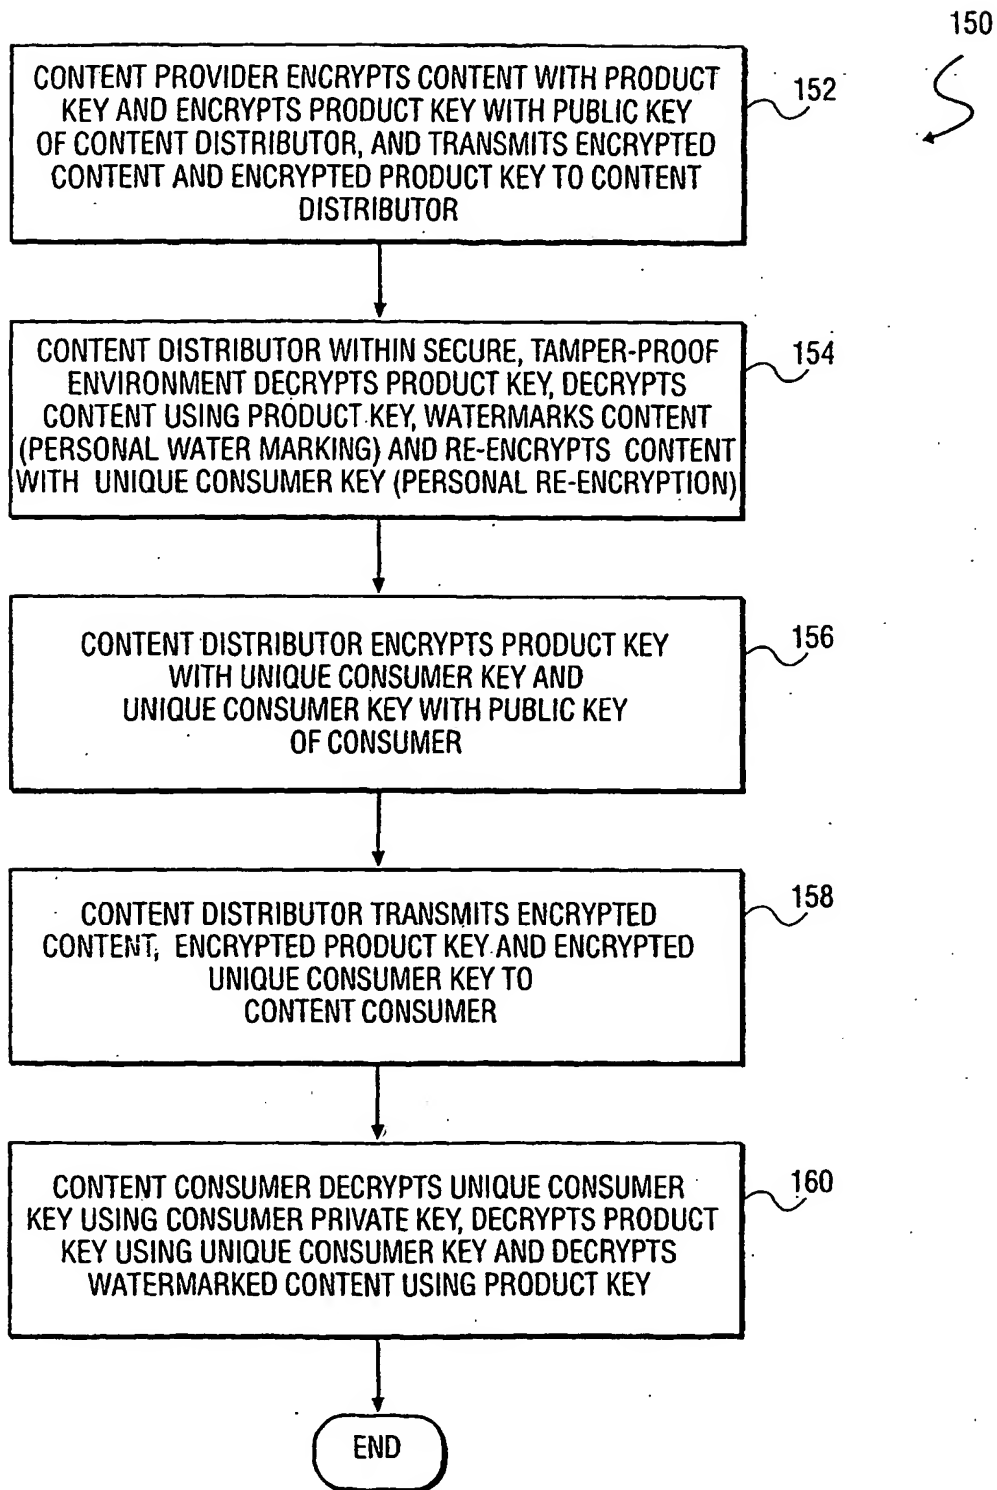 150
CONTENT PROVIDER ENCRYPTS CONTENT WITH PRODUCT
KEY AND ENCRYPTS PRODUCT KEY WITH PUBLIC KEY
OF CONTENT DISTRIBUTOR, AND TRANSMITS ENCRYPTED
CONTENT AND ENCRYPTED PRODUCT KEY TO CONTENT
DISTRIBUTOR
152
CONTENT DISTRIBUTOR WITHIN SECURE, TAMPER-PROOF
ENVIRONMENT DECRYPTS PRODUCT KEY, DECRYPTS
CONTENT USING PRODUCT KEY, WATERMARKS CONTENT
(PERSONAL WATER MARKING) AND RE-ENCRYPTS CONTENT
WITH UNIQUE CONSUMER KEY (PERSONAL RE-ENCRYPTION)
154
CONTENT DISTRIBUTOR ENCRYPTS PRODUCT KEY
WITH UNIQUE CONSUMER KEY AND
UNIQUE CONSUMER KEY WITH PUBLIC KEY
OF CONSUMER
156
CONTENT DISTRIBUTOR TRANSMITS ENCRYPTED
CONTENT, ENCRYPTED PRODUCT KEY AND ENCRYPTED
UNIQUE CONSUMER KEY TO
CONTENT CONSUMER
158
CONTENT CONSUMER DECRYPTS UNIQUE CONSUMER
KEY USING CONSUMER PRIVATE KEY, DECRYPTS PRODUCT
KEY USING UNIQUE CONSUMER KEY AND DECRYPTS
WATERMARKED CONTENT USING PRODUCT KEY
160
END